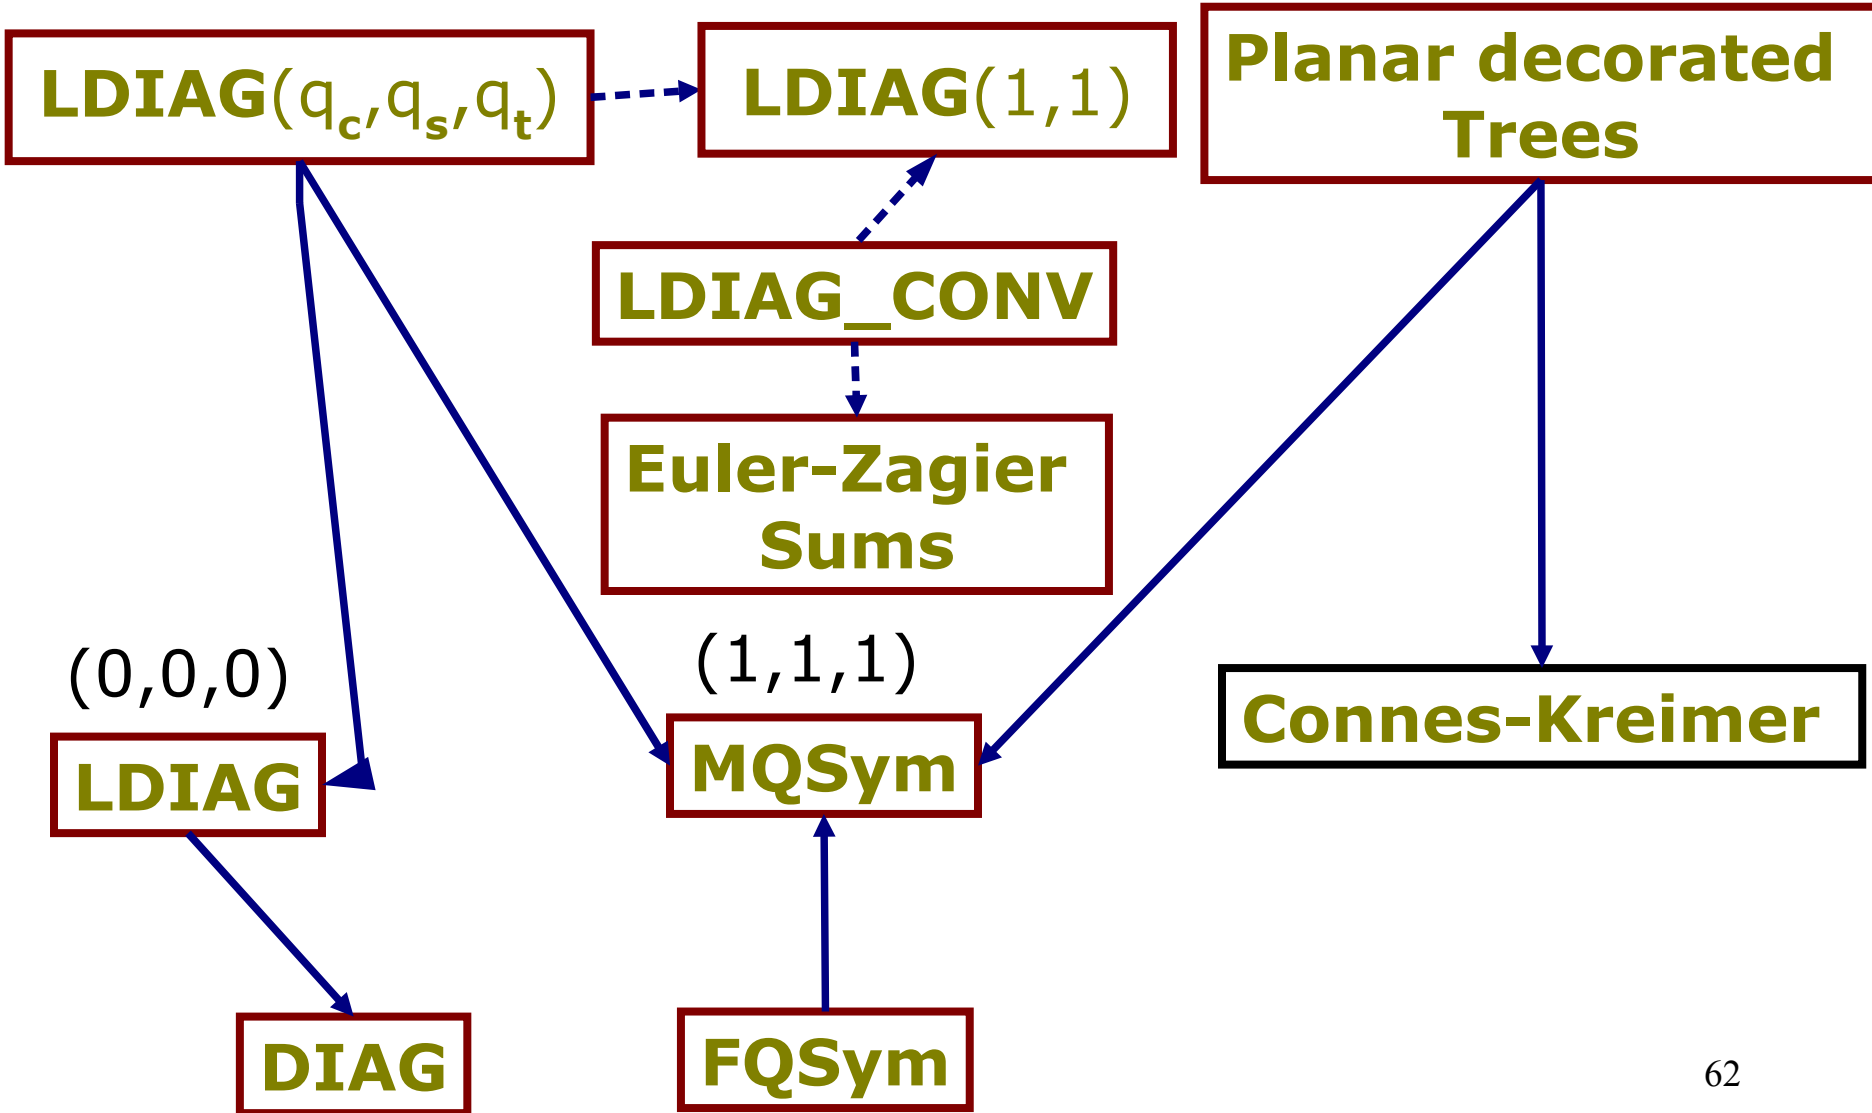 LDIAG(q_c,q_s,q_t)
LDIAG(1,1)
Planar decorated
Trees
LDIAG_CONV
Euler-Zagier
Sums
(0,0,0)
(1,1,1)
Connes-Kreimer
LDIAG
MQSym
DIAG
FQSym
62